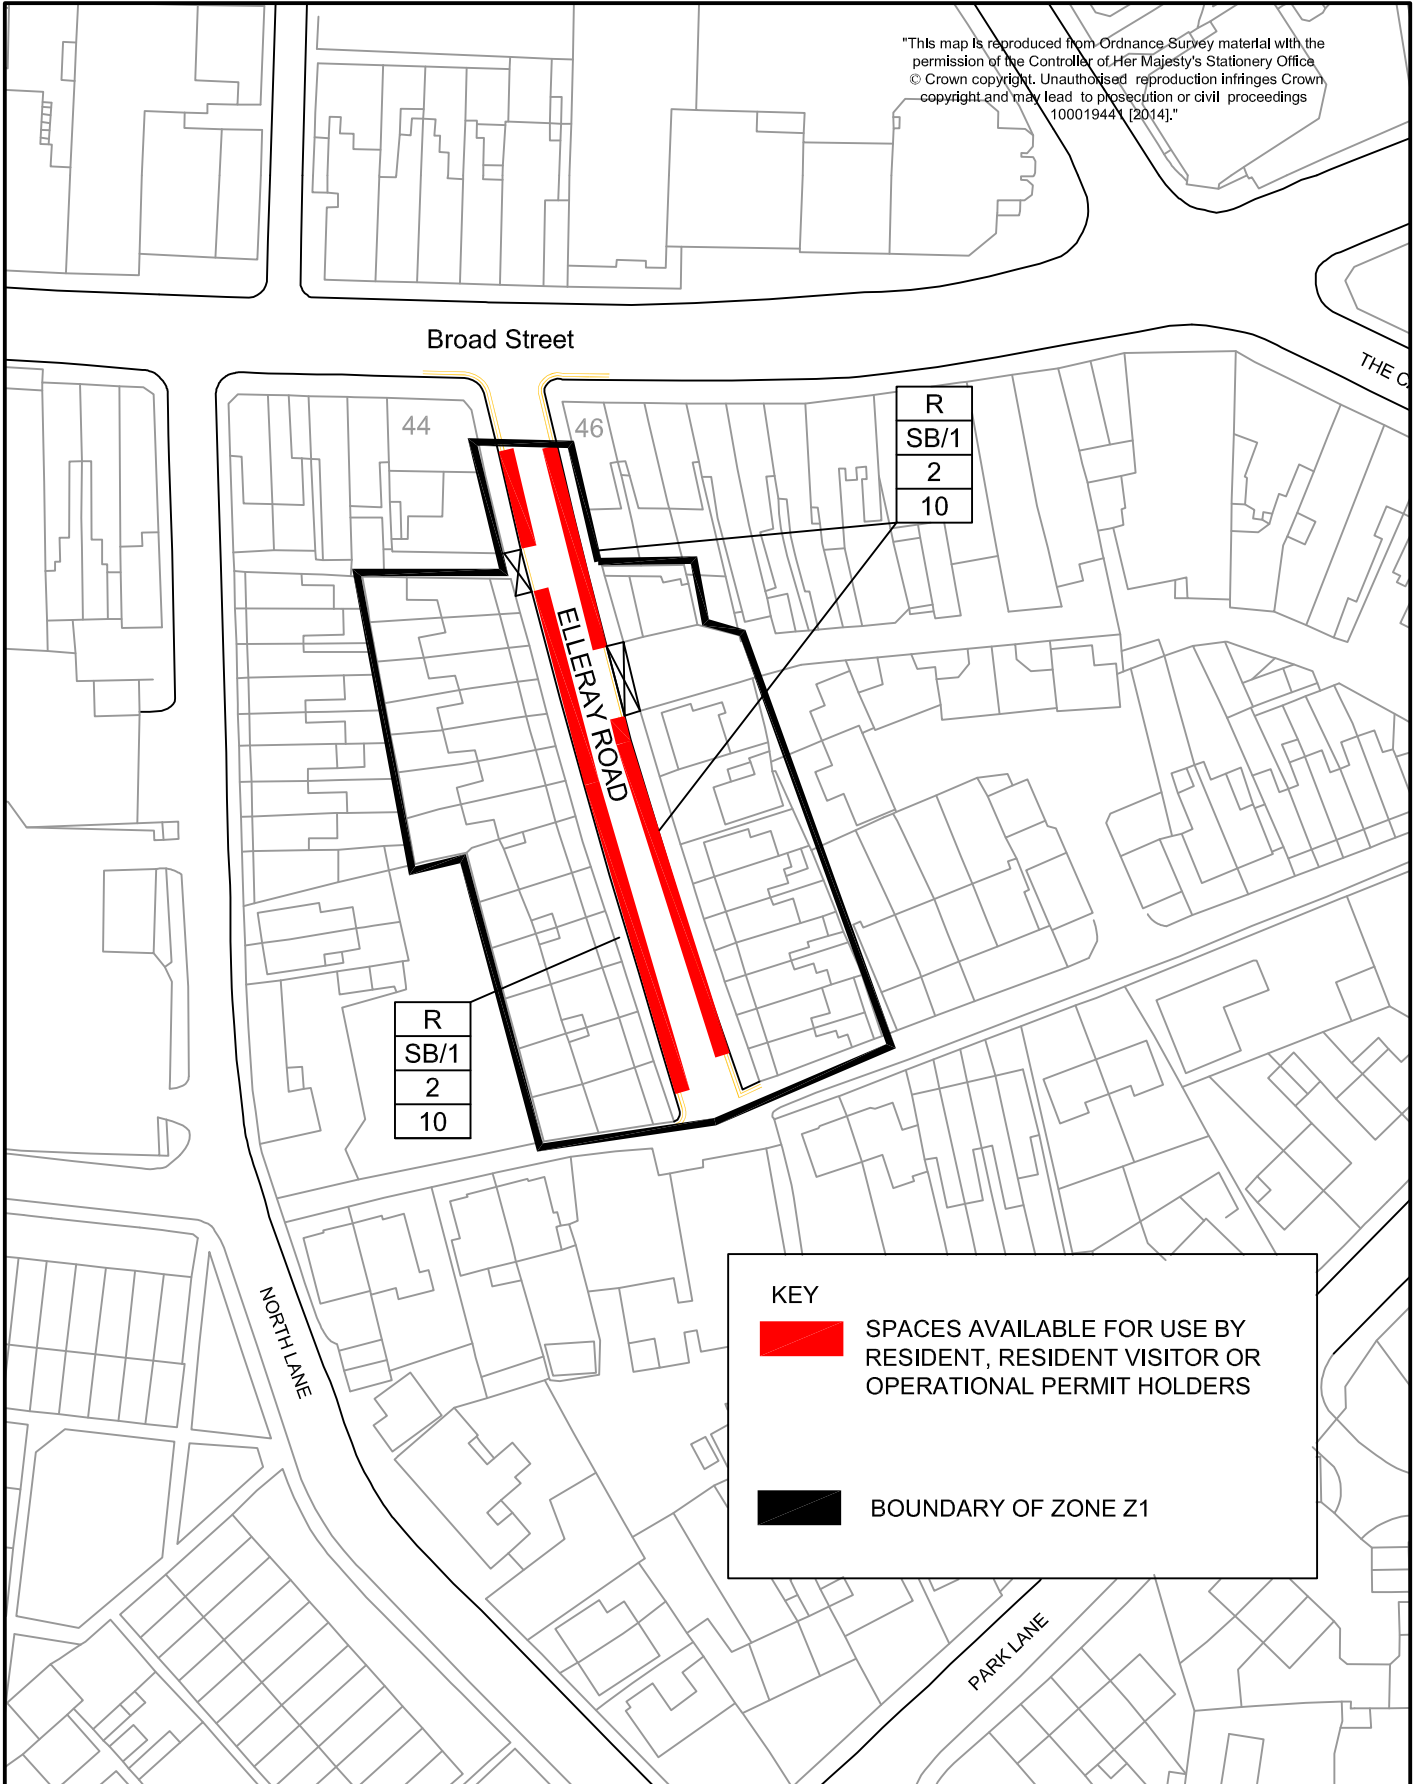 "This map is reproduced from Ordnance Survey material with the
permission of the Controller of Her Majesty's Stationery Office
© Crown copyright. Unauthorised reproduction infringes Crown
copyright and may lead to prosecution or civil proceedings
100019441 [2014]."
Broad Street
THE C
44
46
R
SB/1
2
10
ELLERAY ROAD
R
SB/1
2
10
NORTH LANE
KEY
SPACES AVAILABLE FOR USE BY
RESIDENT, RESIDENT VISITOR OR
OPERATIONAL PERMIT HOLDERS
BOUNDARY OF ZONE Z1
PARK LANE